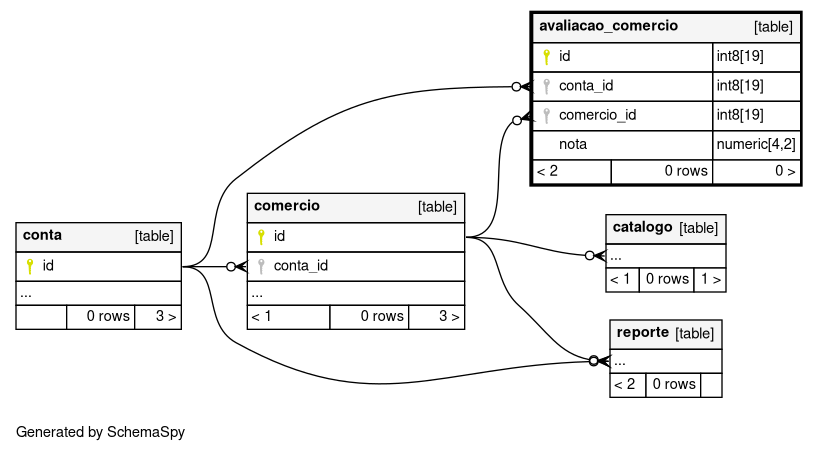 avaliacao_comercio [table]
id int8[19]
conta_id int8[19]
comercio_id int8[19]
nota numeric[4,2]
< 2 0 rows 0 >
comercio [table]
id
conta_id
...
< 1 0 rows 3 >
conta [table]
id
...
0 rows 3 >
catalogo [table]
...
< 1 0 rows 1 >
reporte [table]
...
< 2 0 rows
Generated by SchemaSpy